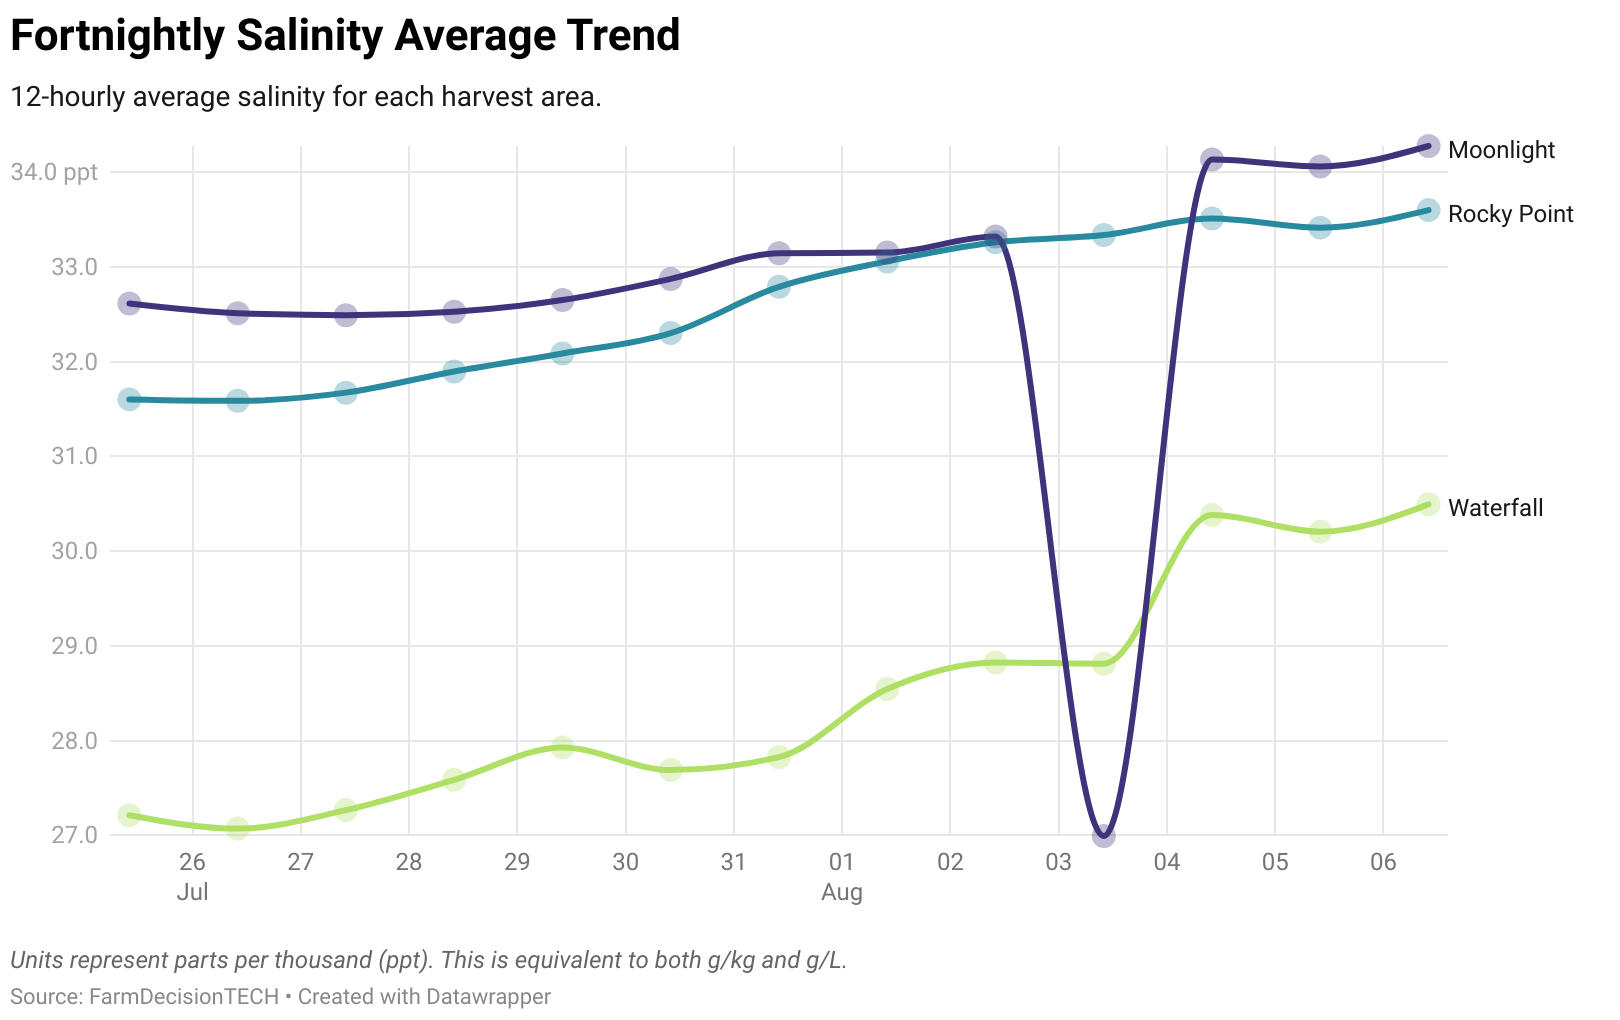 Fortnightly Salinity Average Trend
12-hourly average salinity for each harvest area.
34.0 ppt
33.0
32.0
31.0
30.0
29.0
28.0
27.0
Moonlight
Rocky Point
Waterfall
26 27 28 29 30 31 01 02 03 04 05 06
Jul Aug
Units represent parts per thousand (ppt). This is equivalent to both g/kg and g/L.
Source: FarmDecisionTECH • Created with Datawrapper